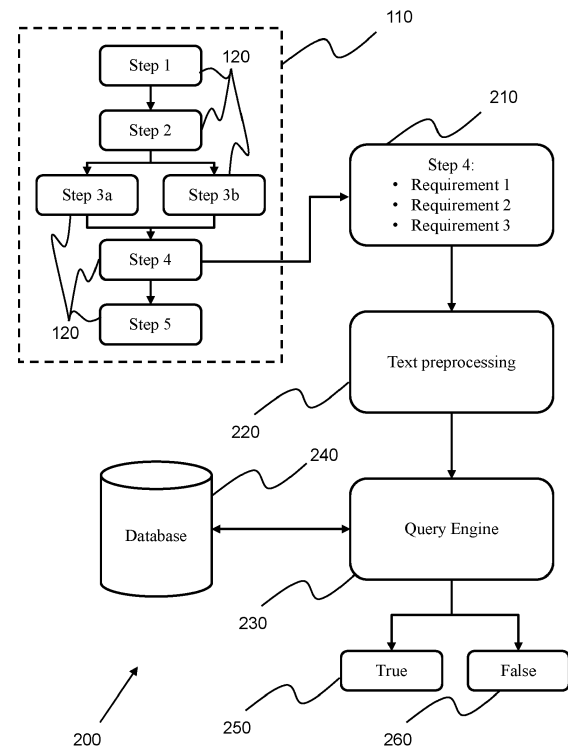 110
Step 1
120
Step 2
210
Step 3a
Step 3b
Step 4:
• Requirement 1
• Requirement 2
• Requirement 3
Step 4
Step 5
120
Text preprocessing
220
240
Database
Query Engine
230
True
False
250
260
200